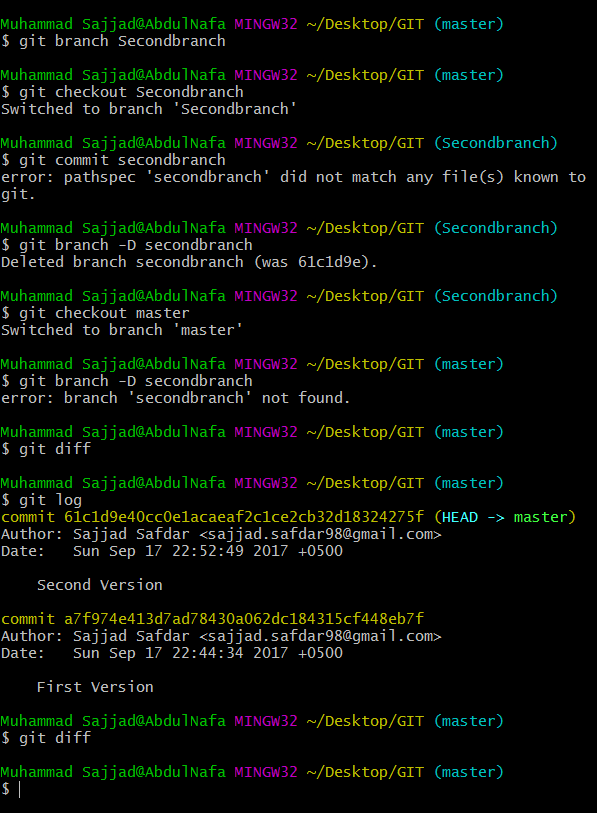 Muhammad Sajjad@AbdulNafa MINGW32 ~/Desktop/GIT (master)
$ git branch Secondbranch
Muhammad Sajjad@AbdulNafa MINGW32 ~/Desktop/GIT (master)
$ git checkout Secondbranch
Switched to branch 'Secondbranch'
Muhammad Sajjad@AbdulNafa MINGW32 ~/Desktop/GIT (Secondbranch)
$ git commit secondbranch
error: pathspec 'secondbranch' did not match any file(s) known to
git.
Muhammad Sajjad@AbdulNafa MINGW32 ~/Desktop/GIT (Secondbranch)
$ git branch -D secondbranch
Deleted branch secondbranch (was 61c1d9e).
Muhammad Sajjad@AbdulNafa MINGW32 ~/Desktop/GIT (Secondbranch)
$ git checkout master
Switched to branch 'master'
Muhammad Sajjad@AbdulNafa MINGW32 ~/Desktop/GIT (master)
$ git branch -D secondbranch
error: branch 'secondbranch' not found.
Muhammad Sajjad@AbdulNafa MINGW32 ~/Desktop/GIT (master)
$ git diff
Muhammad Sajjad@AbdulNafa MINGW32 ~/Desktop/GIT (master)
$ git log
commit 61c1d9e40cc0e1acaeaf2c1ce2cb32d18324275f (HEAD -> master)
Author: Sajjad Safdar <sajjad.safdar98@gmail.com>
Date:   Sun Sep 17 22:52:49 2017 +0500
Second Version
commit a7f974e413d7ad78430a062dc184315cf448eb7f
Author: Sajjad Safdar <sajjad.safdar98@gmail.com>
Date:   Sun Sep 17 22:44:34 2017 +0500
First Version
Muhammad Sajjad@AbdulNafa MINGW32 ~/Desktop/GIT (master)
$ git diff
Muhammad Sajjad@AbdulNafa MINGW32 ~/Desktop/GIT (master)
$